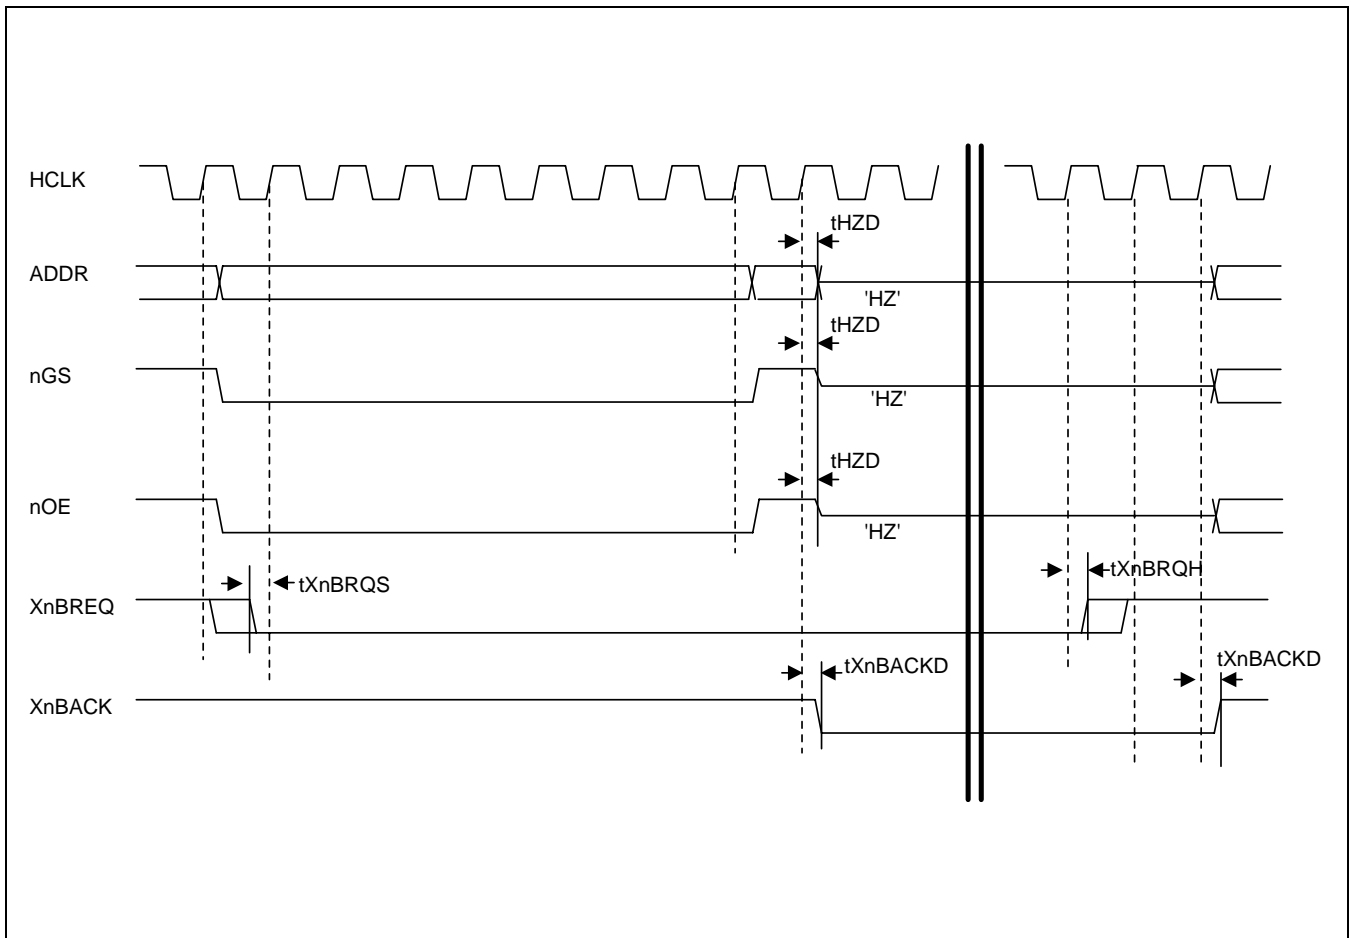 HCLK
tHZD
ADDR
'HZ'
tHZD
nGS
'HZ'
tHZD
nOE
'HZ'
tXnBRQS
tXnBRQH
XnBREQ
tXnBACKD
tXnBACKD
XnBACK